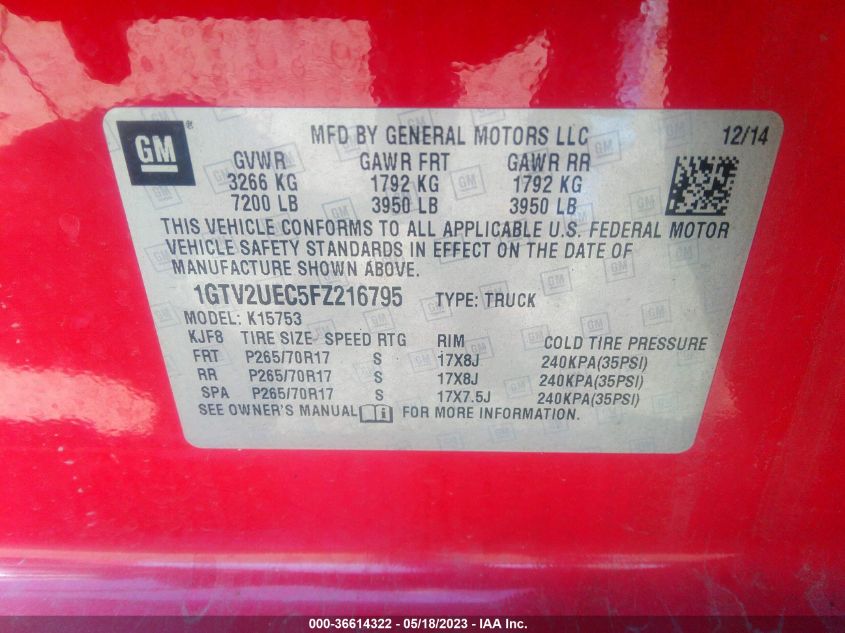 GM ® MFD BY GENERAL MOTORS LLC 12/14
GVWR GAWR FRT GAWR RR
3266 KG 1792 KG 1792 KG
7200 LB 3950 LB 3950 LB
THIS VEHICLE CONFORMS TO ALL APPLICABLE U.S. FEDERAL MOTOR
VEHICLE SAFETY STANDARDS IN EFFECT ON THE DATE OF
MANUFACTURE SHOWN ABOVE.
1GTV2UEC5FZ216795 TYPE: TRUCK
MODEL: K15753
KJF8 TIRE SIZE SPEED RTG RIM COLD TIRE PRESSURE
FRT P265/70R17 S 17X8J 240KPA(35PSI)
RR P265/70R17 S 17X8J 240KPA(35PSI)
SPA P265/70R17 S 17X7.5J 240KPA(35PSI)
SEE OWNER'S MANUAL i FOR MORE INFORMATION.
000-36614322 - 05/18/2023 - IAA Inc.